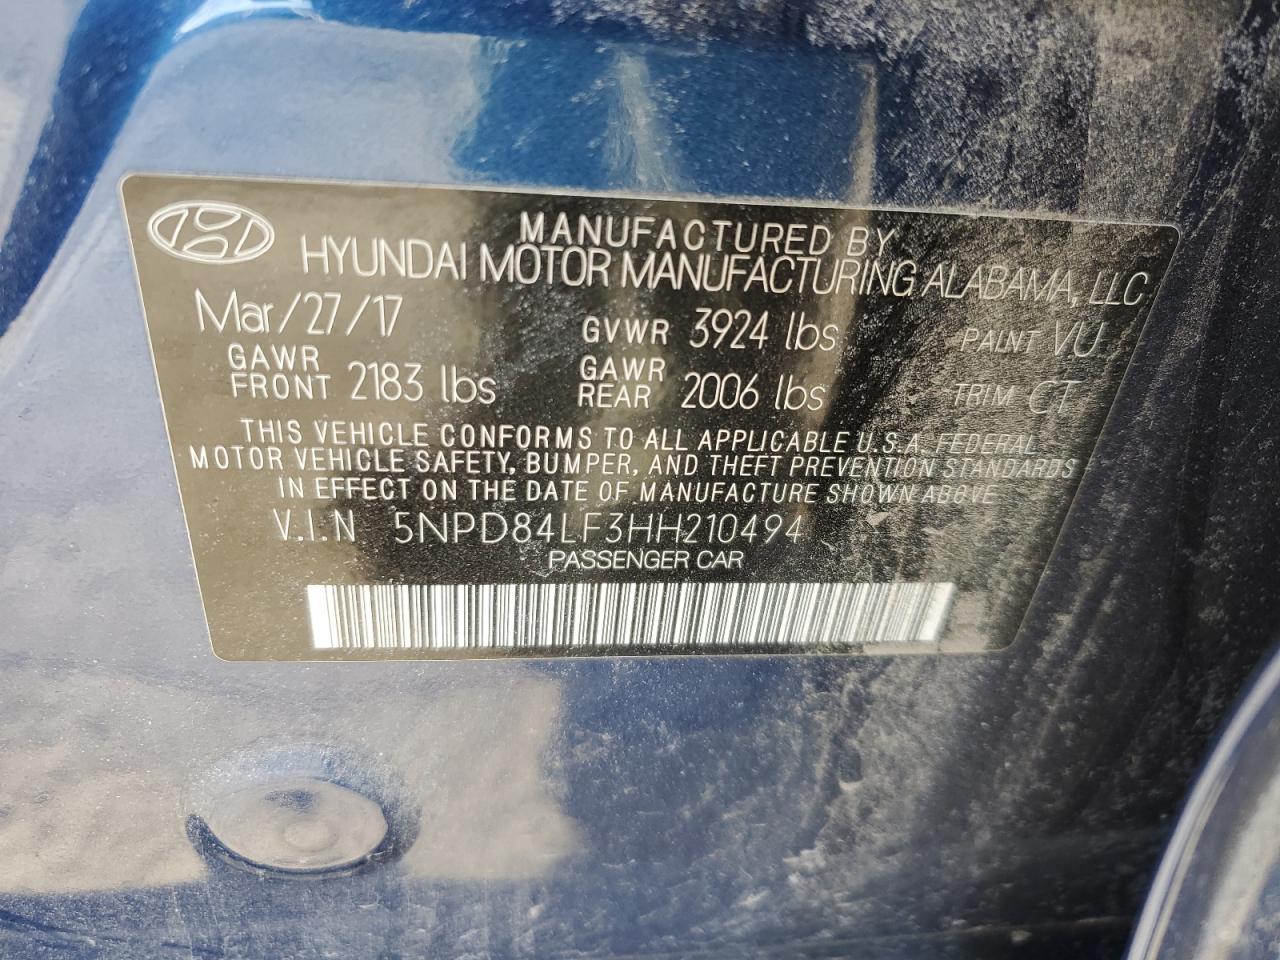 MANUFACTURED BY
HYUNDAI MOTOR MANUFACTURING ALABAMA, LLC
Mar/27/17 GVWR 3924 lbs PAINT VU
GAWR FRONT 2183 lbs GAWR REAR 2006 lbs TRIM CT
THIS VEHICLE CONFORMS TO ALL APPLICABLE U.S.A. FEDERAL
MOTOR VEHICLE SAFETY, BUMPER, AND THEFT PREVENTION STANDARDS
IN EFFECT ON THE DATE OF MANUFACTURE SHOWN ABOVE
V.I.N 5NPD84LF3HH210494
PASSENGER CAR